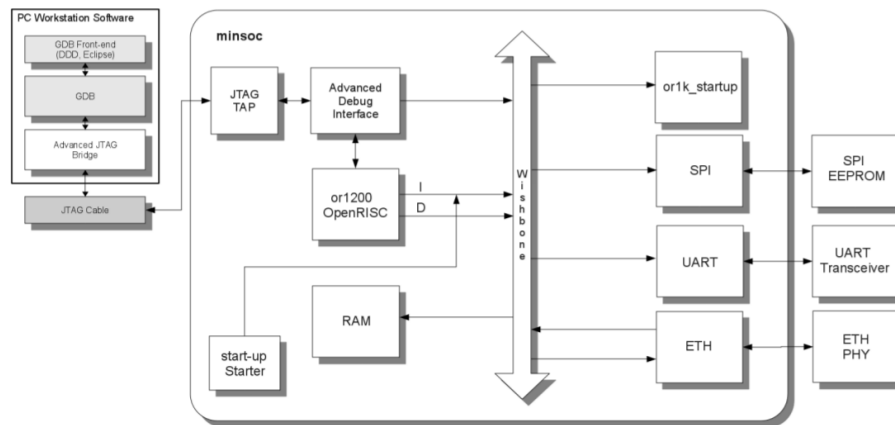 PC Workstation Software
GDB Front-end
(DDD, Eclipse)
GDB
Advanced JTAG
Bridge
JTAG Cable
minsoc
JTAG
TAP
Advanced
Debug
Interface
or1200
OpenRISC
I
D
RAM
start-up
Starter
Wishbone
or1k_startup
SPI
UART
ETH
SPI
EEPROM
UART
Transceiver
ETH
PHY